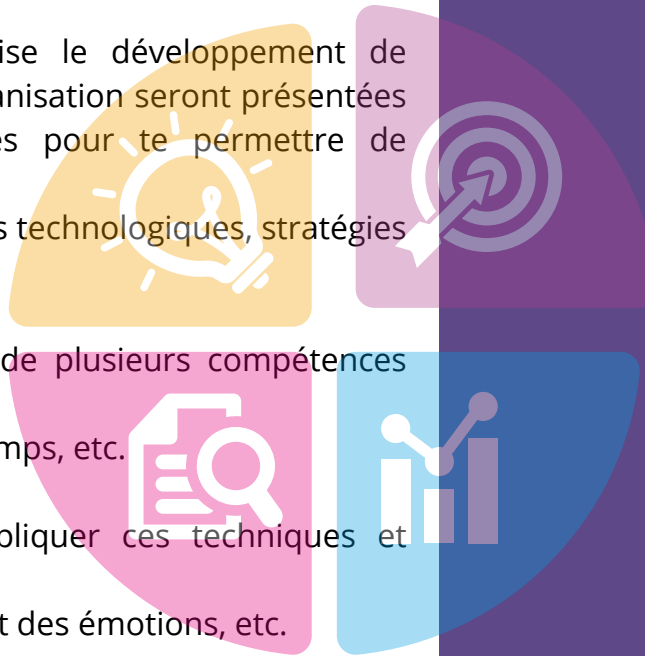 ise le développement de
anisation seront présentées
es pour te permettre de
s technologiques, stratégies
de plusieurs compétences
mps, etc.
pliquer ces techniques et
t des émotions, etc.